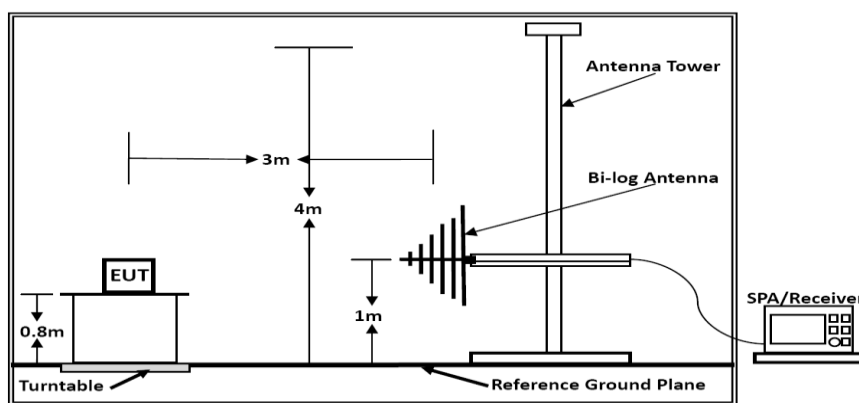 Antenna Tower
3m
Bi-log Antenna
4m
EUT
0.8m
1m
SPA/Receiver
Turntable
Reference Ground Plane